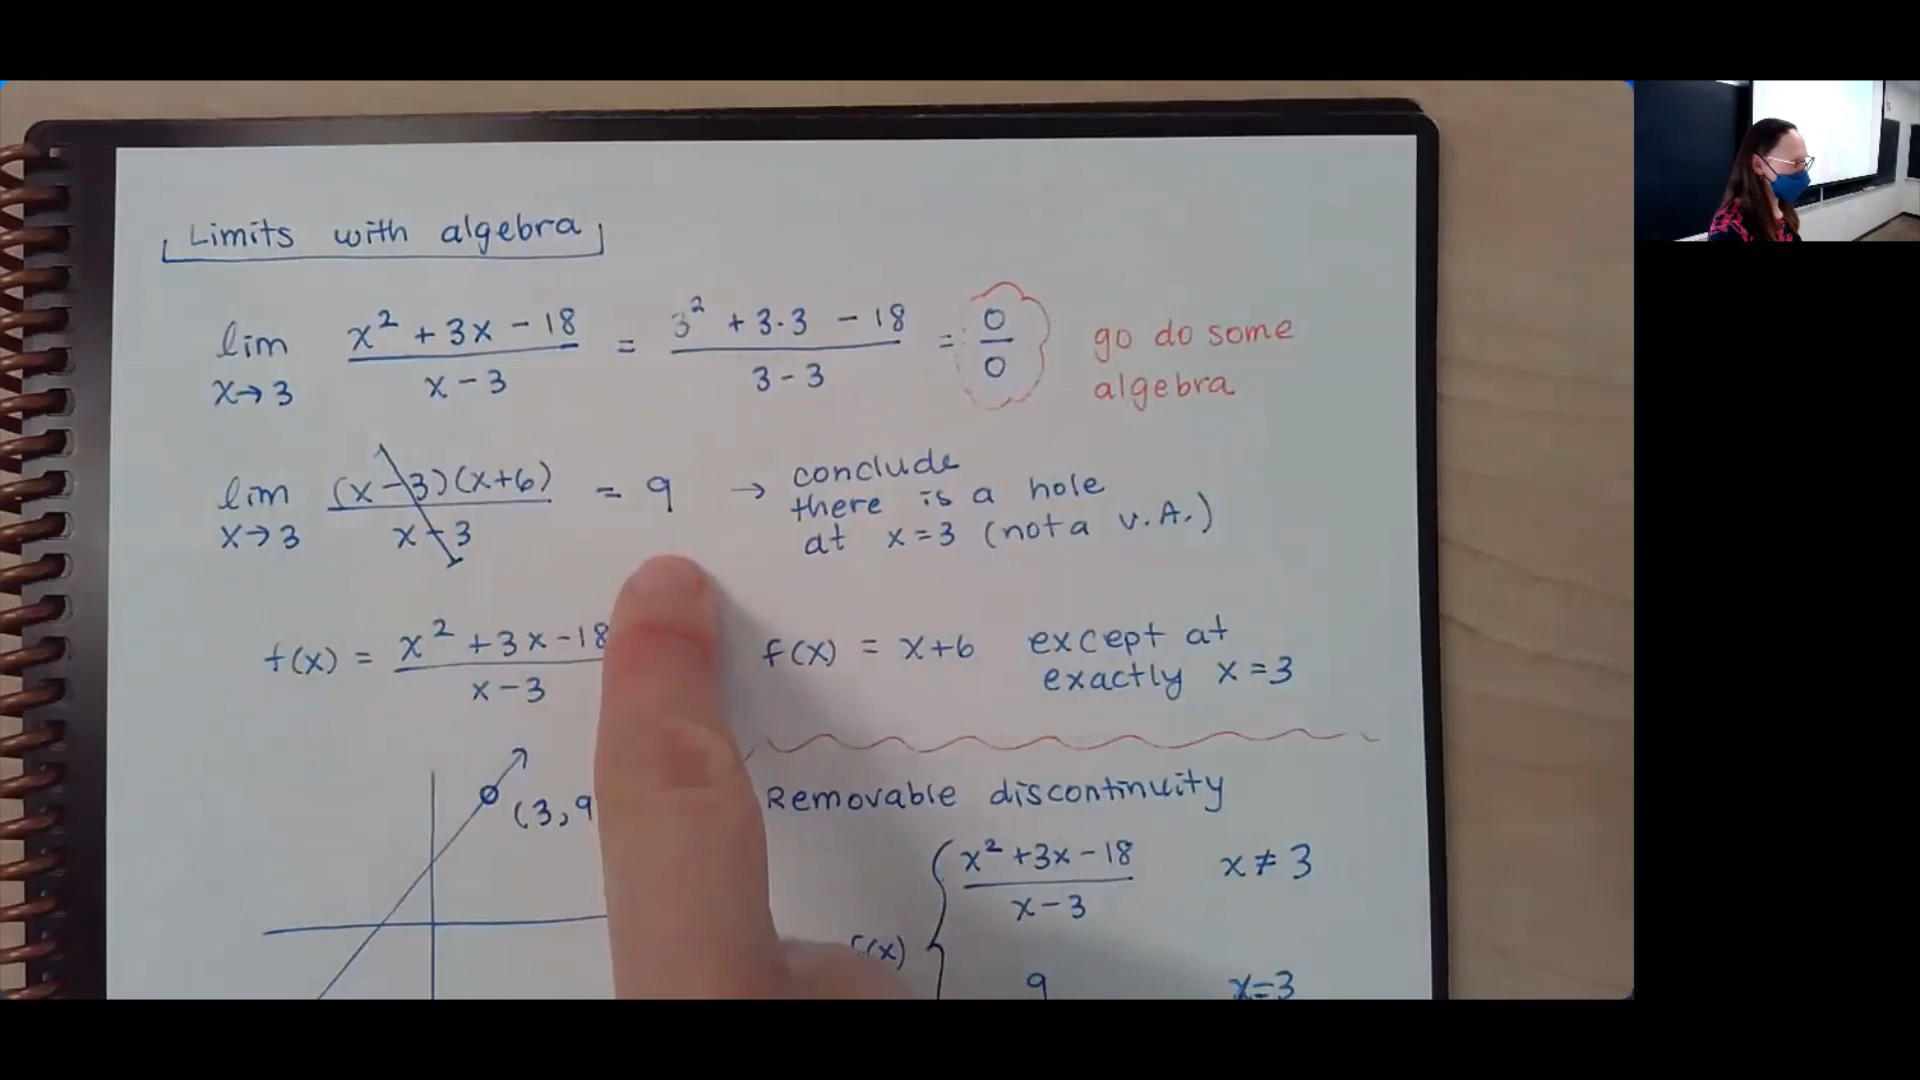 Limits with algebra
lim x→3 (x² + 3x - 18)/(x - 3) = (3² + 3·3 - 18)/(3 - 3) = 0/0 go do some
algebra
lim x→3 (x-3)(x+6)/(x-3) = 9 → conclude
there is a hole
at x=3 (not a v.A.)
f(x) = (x² + 3x - 18)/(x - 3) f(x) = x+6 except at
exactly x=3
(3,9
Removable discontinuity
f(x) { (x² + 3x - 18)/(x - 3) x ≠ 3
9 x=3